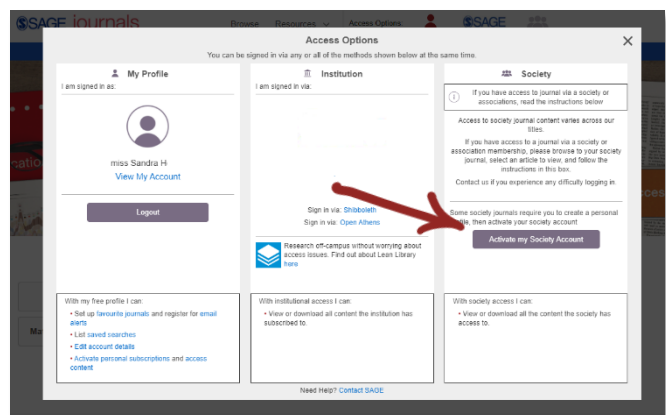 SAGE journals
Browse Resources Access Options SAGE
Access Options
You can be signed in via any or all of the methods shown below at the same time.
My Profile
I am signed in as:
miss Sandra H
View My Account
Logout
With my free profile I can:
• Set up favourite journals and register for email
alerts
• List saved searches
• Edit account details
• Activate personal subscriptions and access
content
Institution
I am signed in via:
Sign in via: Shibboleth
Sign in via: Open Athens
Research off-campus without worrying about
access issues. Find out about Lean Library
here
With institutional access I can:
• View or download all content the institution has
subscribed to.
Society
If you have access to journal via a society or
associations, read the instructions below
Access to society journal content varies across our
titles.
If you have access to a journal via a society or
association membership, please browse to your society
journal, select an article to view, and follow the
instructions in this box.
Contact us if you experience any difficulty logging in.
Some society journals require you to create a personal
profile, then activate your society account
Activate my Society Account
With society access I can:
• View or download all the content the society has
access to.
Need Help? Contact SAGE